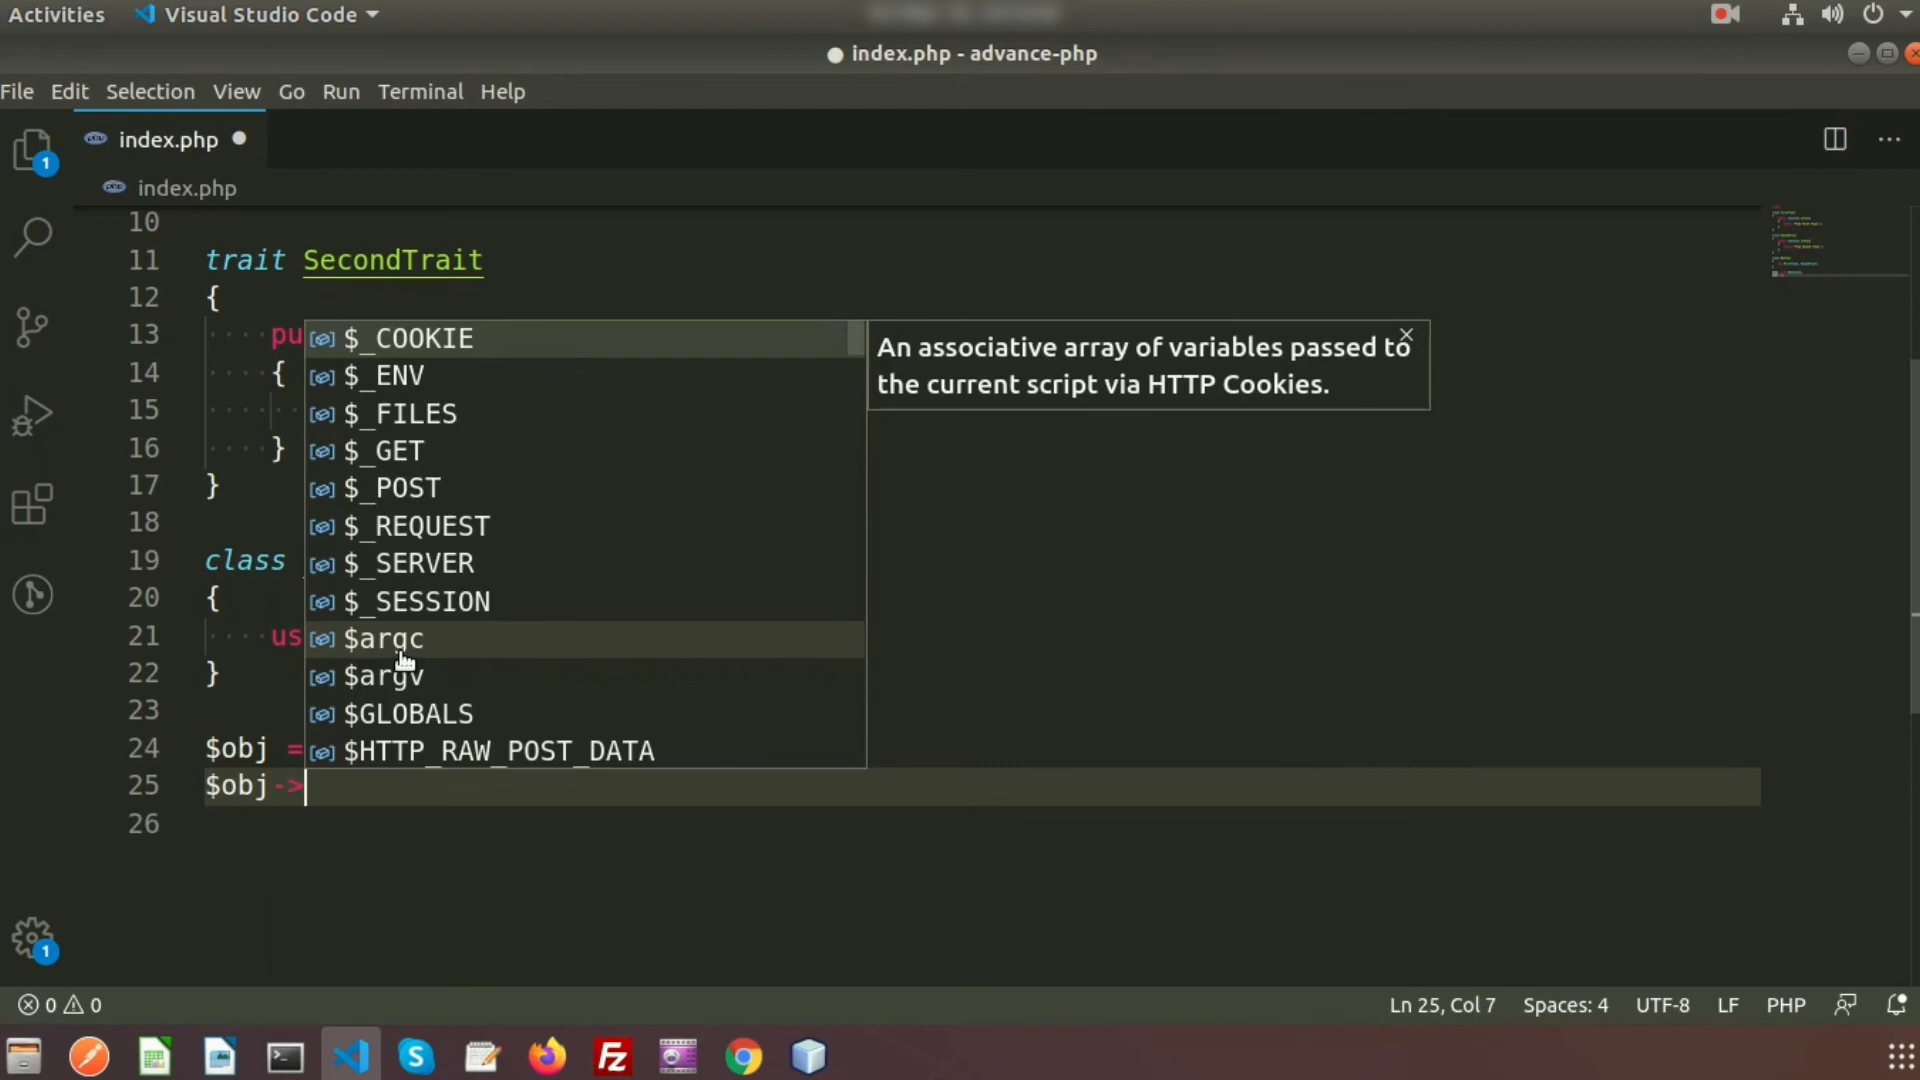 Activities Visual Studio Code
index.php - advance-php
File Edit Selection View Go Run Terminal Help
1 index.php
index.php
10
11 trait SecondTrait
12 {
13 pu
14 {
15
16 }
17 }
18
19 class
20 {
21 us
22 }
23
24 $obj =
25 $obj->
26
$_COOKIE
$_ENV
$_FILES
$_GET
$_POST
$_REQUEST
$_SERVER
$_SESSION
$argc
$argv
$GLOBALS
$HTTP_RAW_POST_DATA
An associative array of variables passed to
the current script via HTTP Cookies.
1
0 0 Ln 25, Col 7 Spaces: 4 UTF-8 LF PHP
Fz